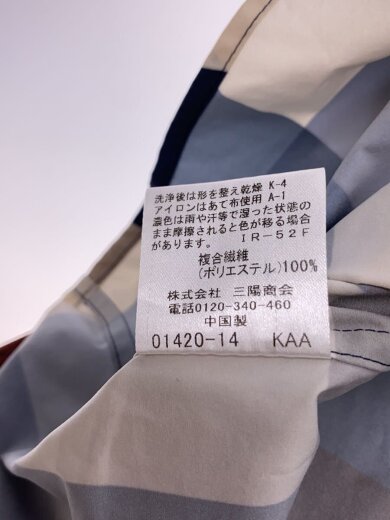 洗浄後は形を整え乾燥 K-4
アイロンはあて布使用 A-1
濃色は雨や汗等で湿った状態の
まま摩擦されると色が移る場合
があります。 IR-52F
複合繊維
(ポリエステル)100%
株式会社 三陽商会
電話0120-340-460
中国製
01420-14 KAA